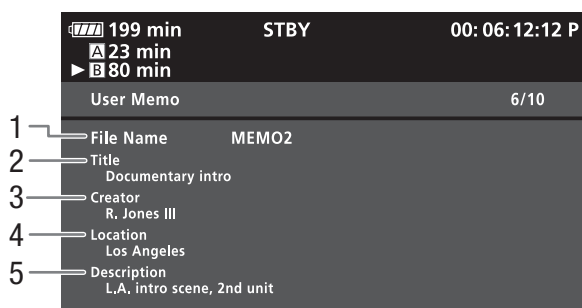 199 min STBY 00:06:12:12 P
A 23 min
B 80 min
User Memo 6/10
1 File Name MEMO2
2 Title
Documentary intro
3 Creator
R. Jones III
4 Location
Los Angeles
5 Description
L.A. intro scene, 2nd unit